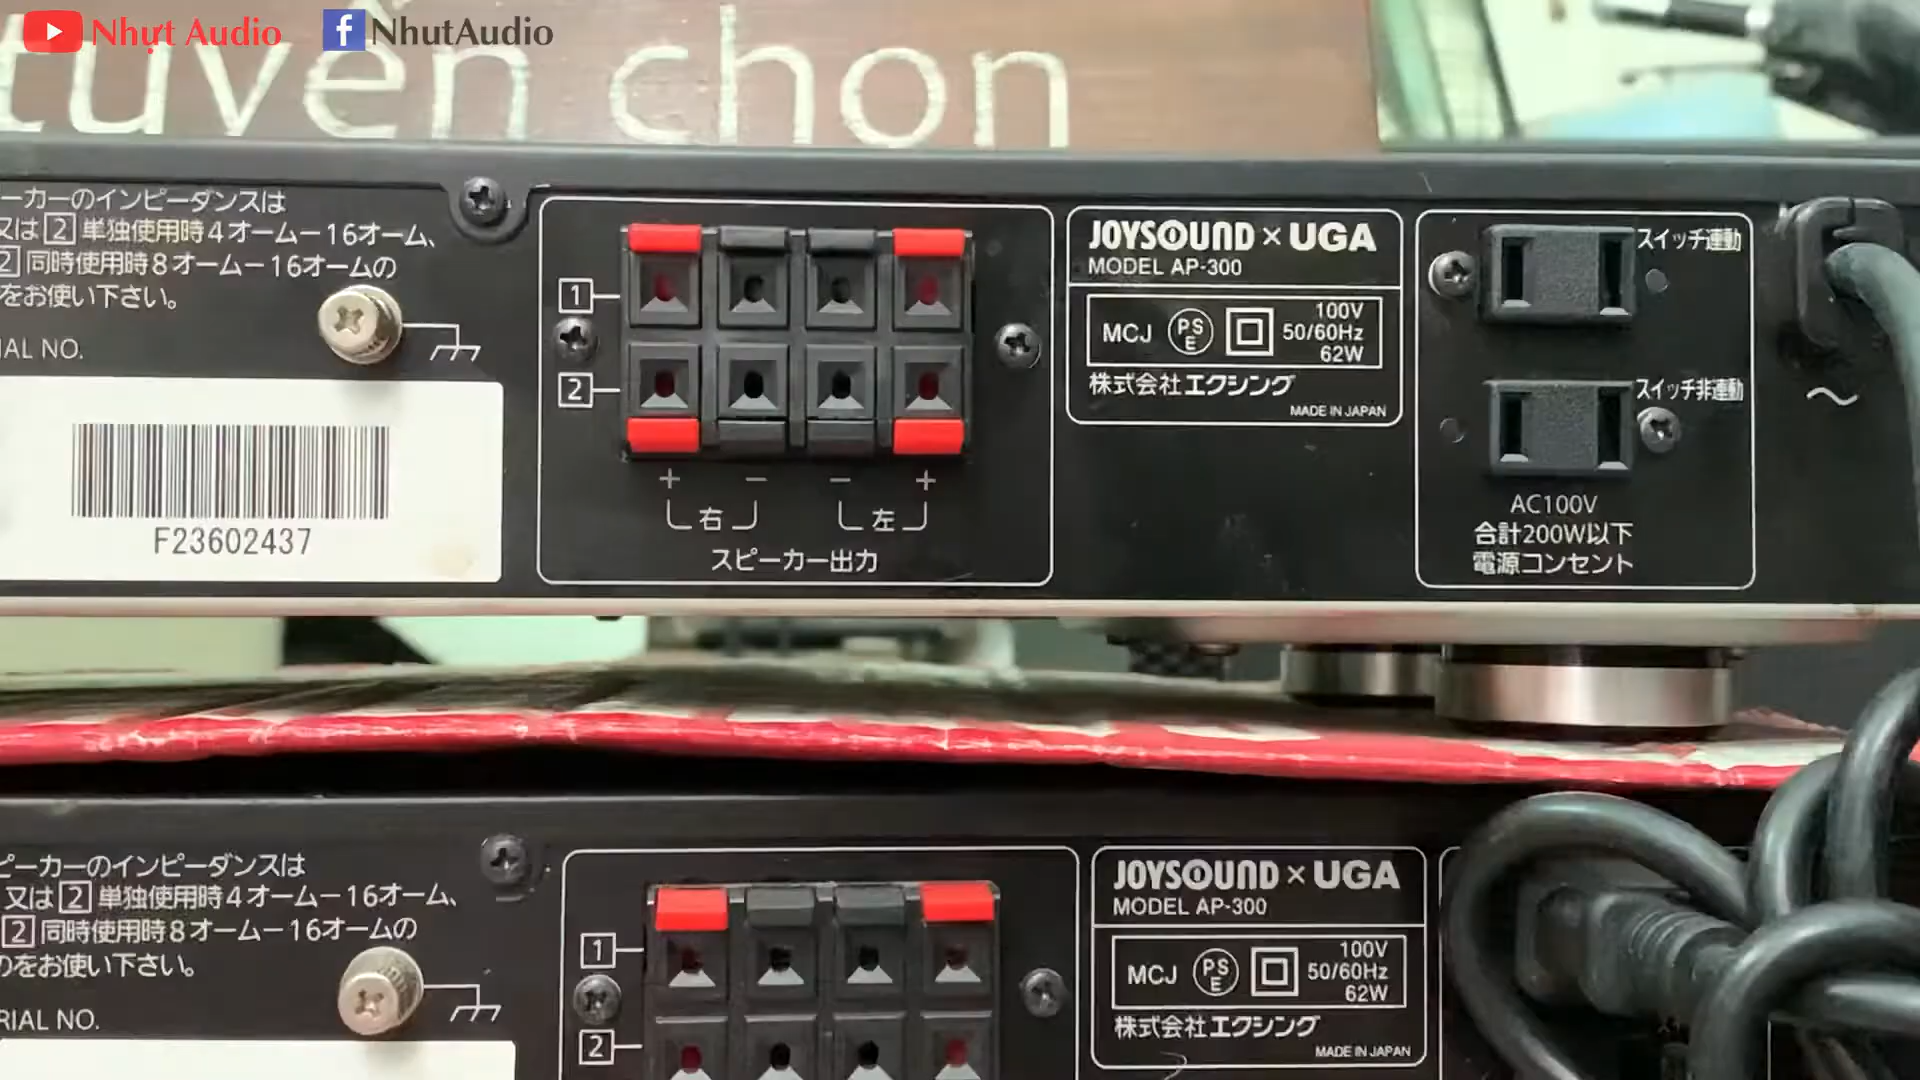 Nhựt Audio
NhutAudio
tuyển chọn
ーカーのインピーダンスは
又は 2 単独使用時4オームー16オーム、
2 同時使用時8オームー16オームの
をお使い下さい。
IAL NO.
F23602437
1
2
+ − − +
右 左
スピーカー出力
JOYSOUND × UGA
MODEL AP-300
MCJ PSE 100V
50/60Hz
62W
株式会社エクシング
MADE IN JAPAN
スイッチ連動
スイッチ非連動
AC100V
合計200W以下
電源コンセント
ピーカーのインピーダンスは
又は 2 単独使用時4オームー16オーム、
2 同時使用時8オームー16オームの
のをお使い下さい。
RIAL NO.
1
2
JOYSOUND × UGA
MODEL AP-300
MCJ PSE 100V
50/60Hz
62W
株式会社エクシング
MADE IN JAPAN